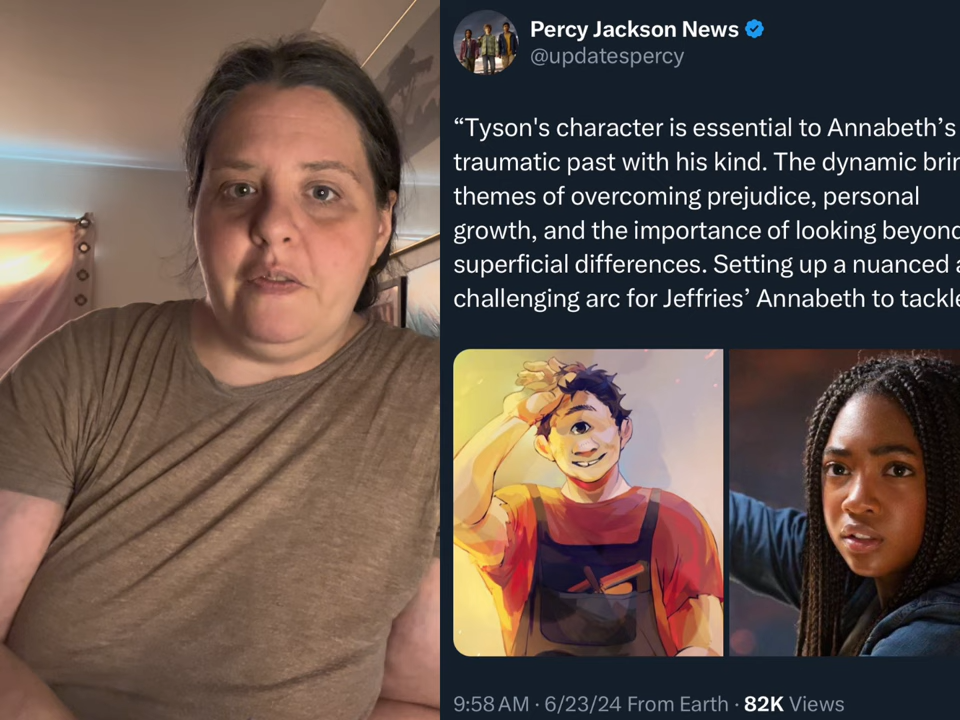 Percy Jackson News
@updatespercy
“Tyson's character is essential to Annabeth’s
traumatic past with his kind. The dynamic
themes of overcoming prejudice, personal
growth, and the importance of looking beyond
superficial differences. Setting up a nuanced
challenging arc for Jeffries’ Annabeth to
9:58 AM · 6/23/24 From Earth · 82K Views